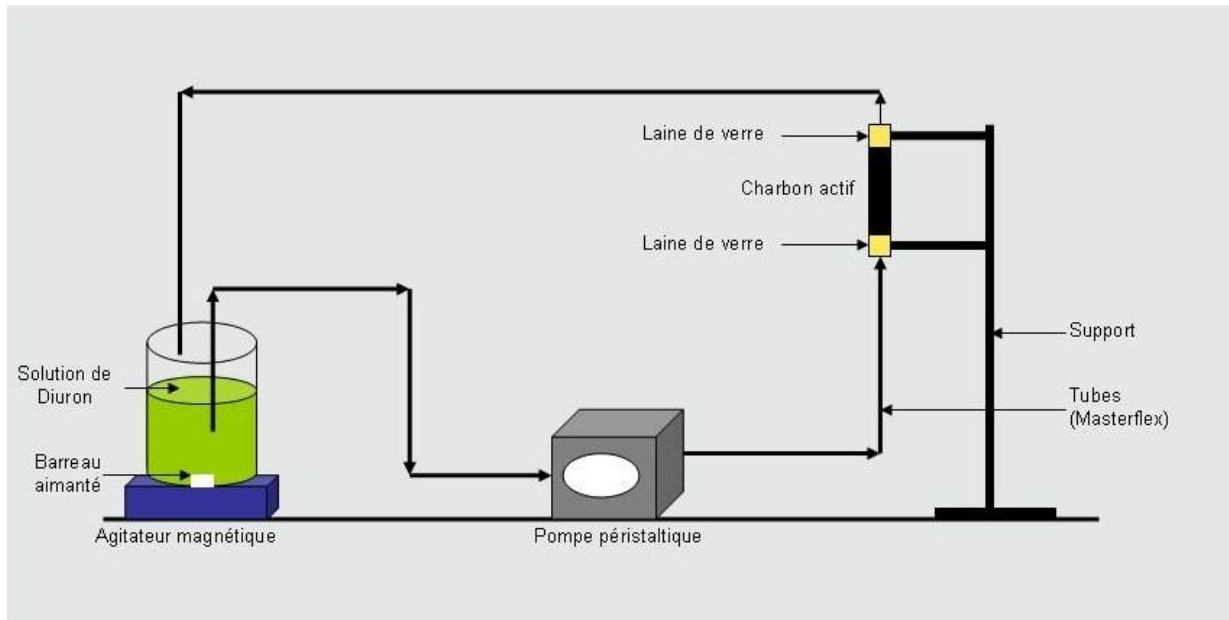 Laine de verre
Charbon actif
Laine de verre
Support
Solution de
Diuron
Tubes
(Masterflex)
Barreau
aimanté
Agitateur magnétique
Pompe péristaltique